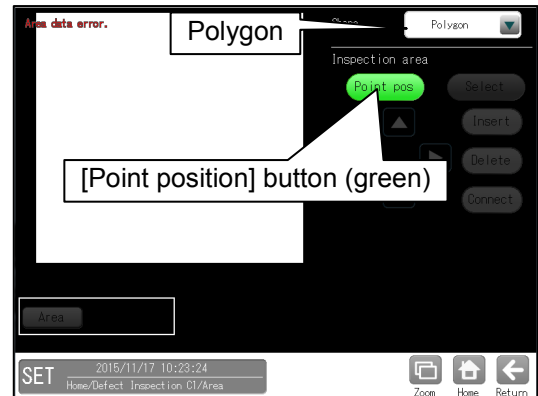 Area data error.
Polygon
Polygon
Inspection area
Point pos
Select
Insert
[Point position] button (green)
Delete
Connect
Area
SET
2015/11/17 10:23:24
Home/Defect Inspection C1/Area
Zoom
Home
Return